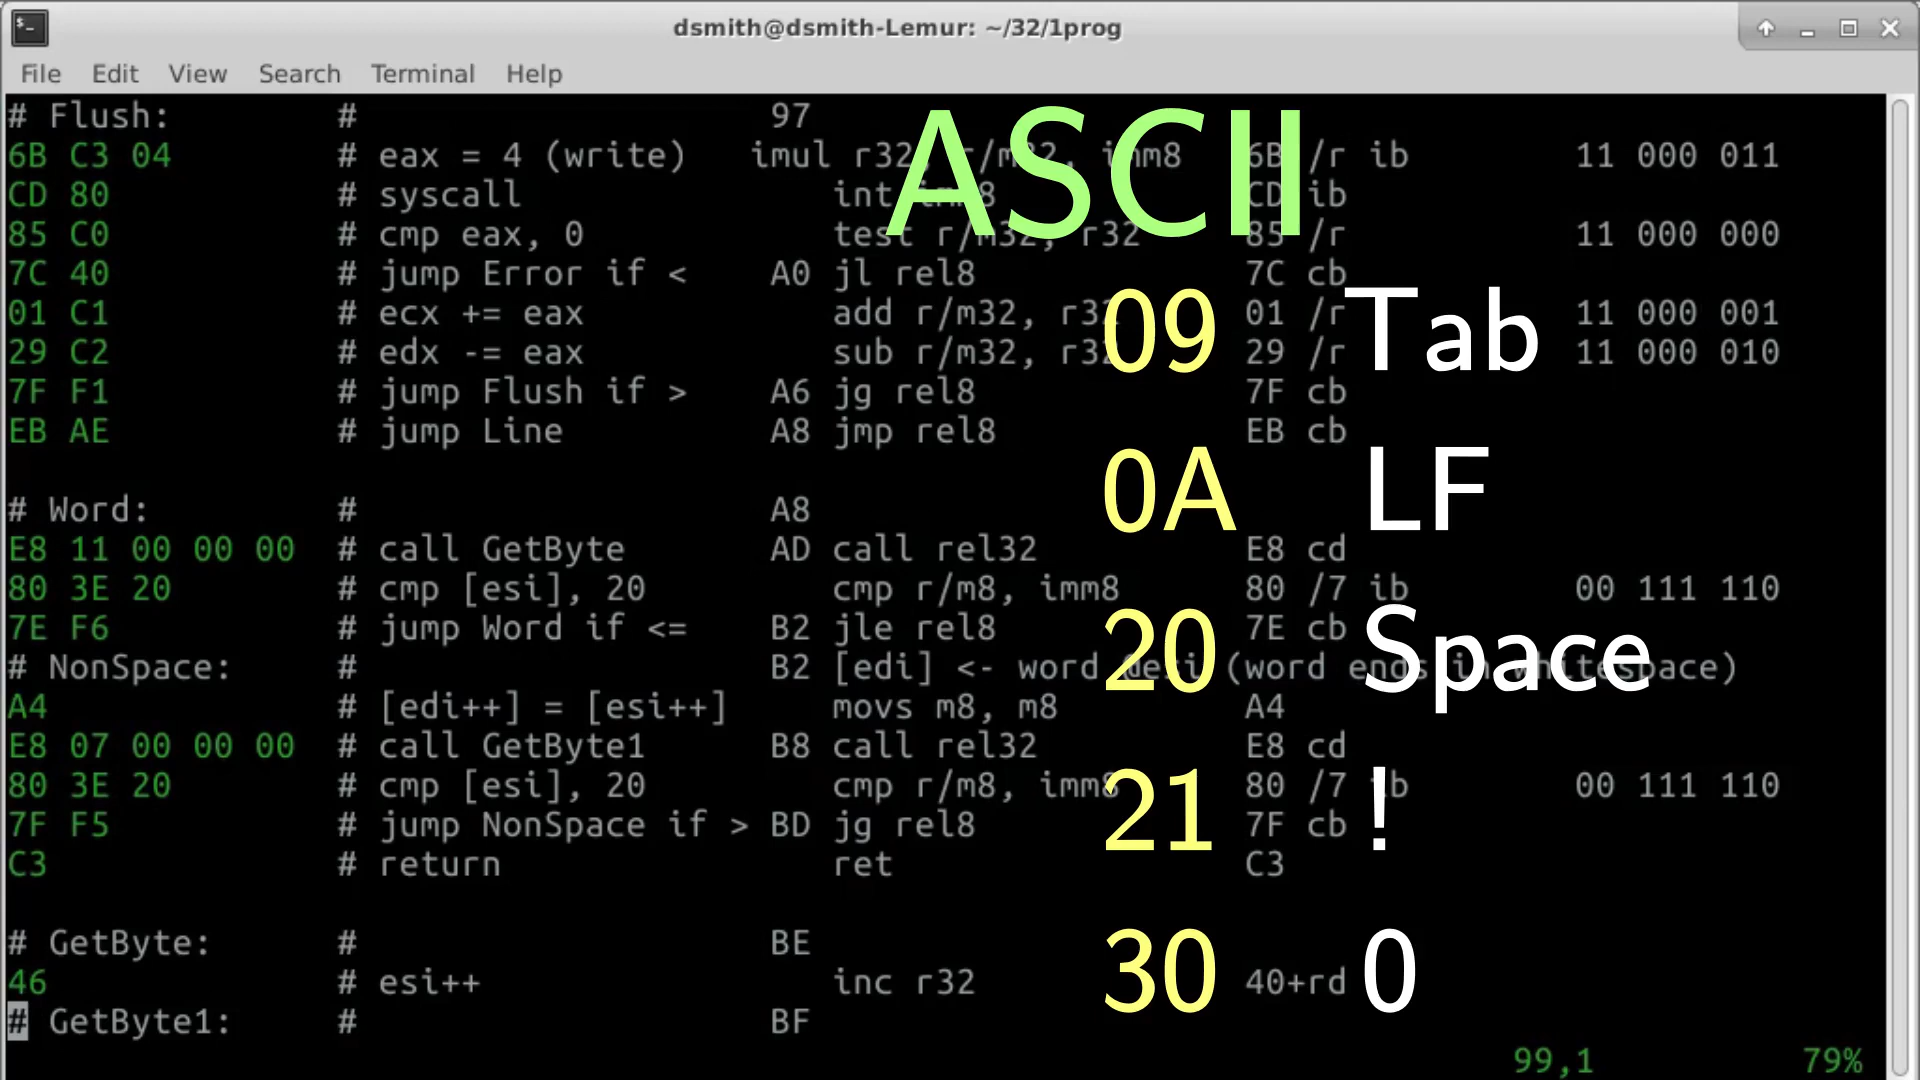 dsmith@dsmith-Lemur: ~/32/1prog
File Edit View Search Terminal Help
ASCII
# Flush: # 97
6B C3 04 # eax = 4 (write) imul r32, r/m32, imm8 6B /r ib 11 000 011
CD 80 # syscall int imm8 CD ib
85 C0 # cmp eax, 0 test r/m32, r32 85 /r 11 000 000
7C 40 # jump Error if < A0 jl rel8 7C cb
01 C1 # ecx += eax add r/m32, r32 01 /r 11 000 001
09 Tab
29 C2 # edx -= eax sub r/m32, r32 29 /r 11 000 010
7F F1 # jump Flush if > A6 jg rel8 7F cb
EB AE # jump Line A8 jmp rel8 EB cb
0A LF
# Word: # A8
E8 11 00 00 00 # call GetByte AD call rel32 E8 cd
80 3E 20 # cmp [esi], 20 cmp r/m8, imm8 80 /7 ib 00 111 110
7E F6 # jump Word if <= B2 jle rel8 7E cb
20 Space
# NonSpace: # B2 [edi] <- word @esi (word ends in whitespace)
A4 # [edi++] = [esi++] movs m8, m8 A4
E8 07 00 00 00 # call GetByte1 B8 call rel32 E8 cd
80 3E 20 # cmp [esi], 20 cmp r/m8, imm8 80 /7 ib 00 111 110
21 !
7F F5 # jump NonSpace if > BD jg rel8 7F cb
C3 # return ret C3
# GetByte: # BE
30 0
46 # esi++ inc r32 40+rd
# GetByte1: # BF
99,1 79%